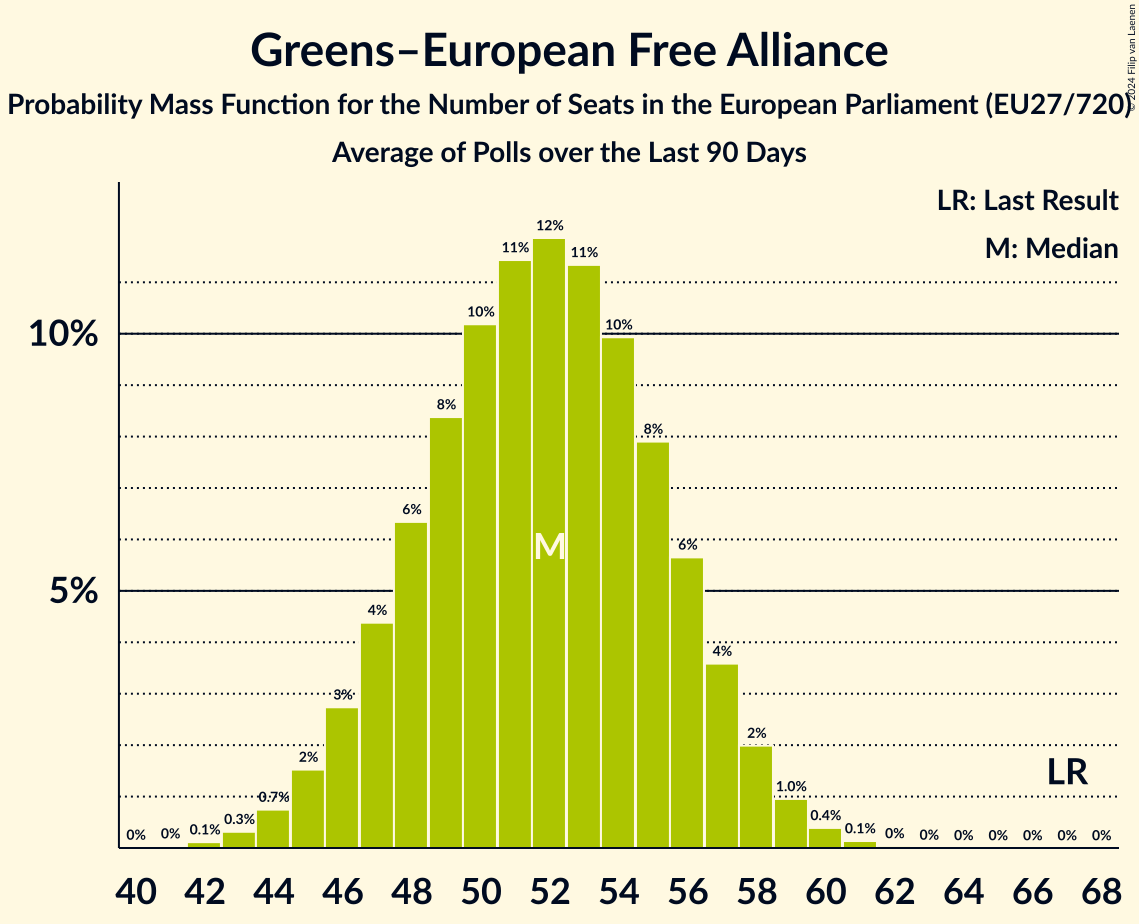 © 2024 Filip van Laenen
Greens–European Free Alliance
Probability Mass Function for the Number of Seats in the European Parliament (EU27/720)
Average of Polls over the Last 90 Days
LR: Last Result
M: Median
10%
5%
0% 0% 0.1% 0.3% 0.7% 2% 3% 4% 6% 8% 10% 11% 12% 11% 10% 8% 6% 4% 2% 1.0% 0.4% 0.1% 0% 0% 0% 0% 0% 0% 0%
M
LR
40 42 44 46 48 50 52 54 56 58 60 62 64 66 68